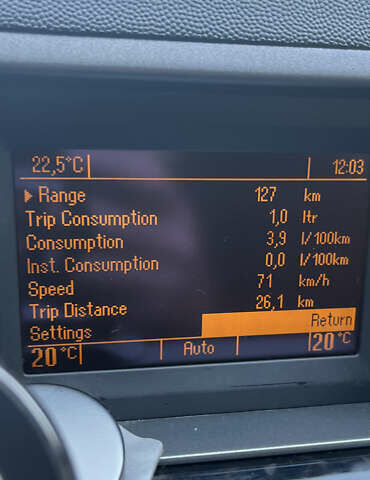 22,5°C 12:03
Range 127 km
Trip Consumption 1,0 ltr
Consumption 3,9 l/100km
Inst. Consumption 0,0 l/100km
Speed 71 km/h
Trip Distance 26,1 km
Settings Return
20°C Auto 20°C